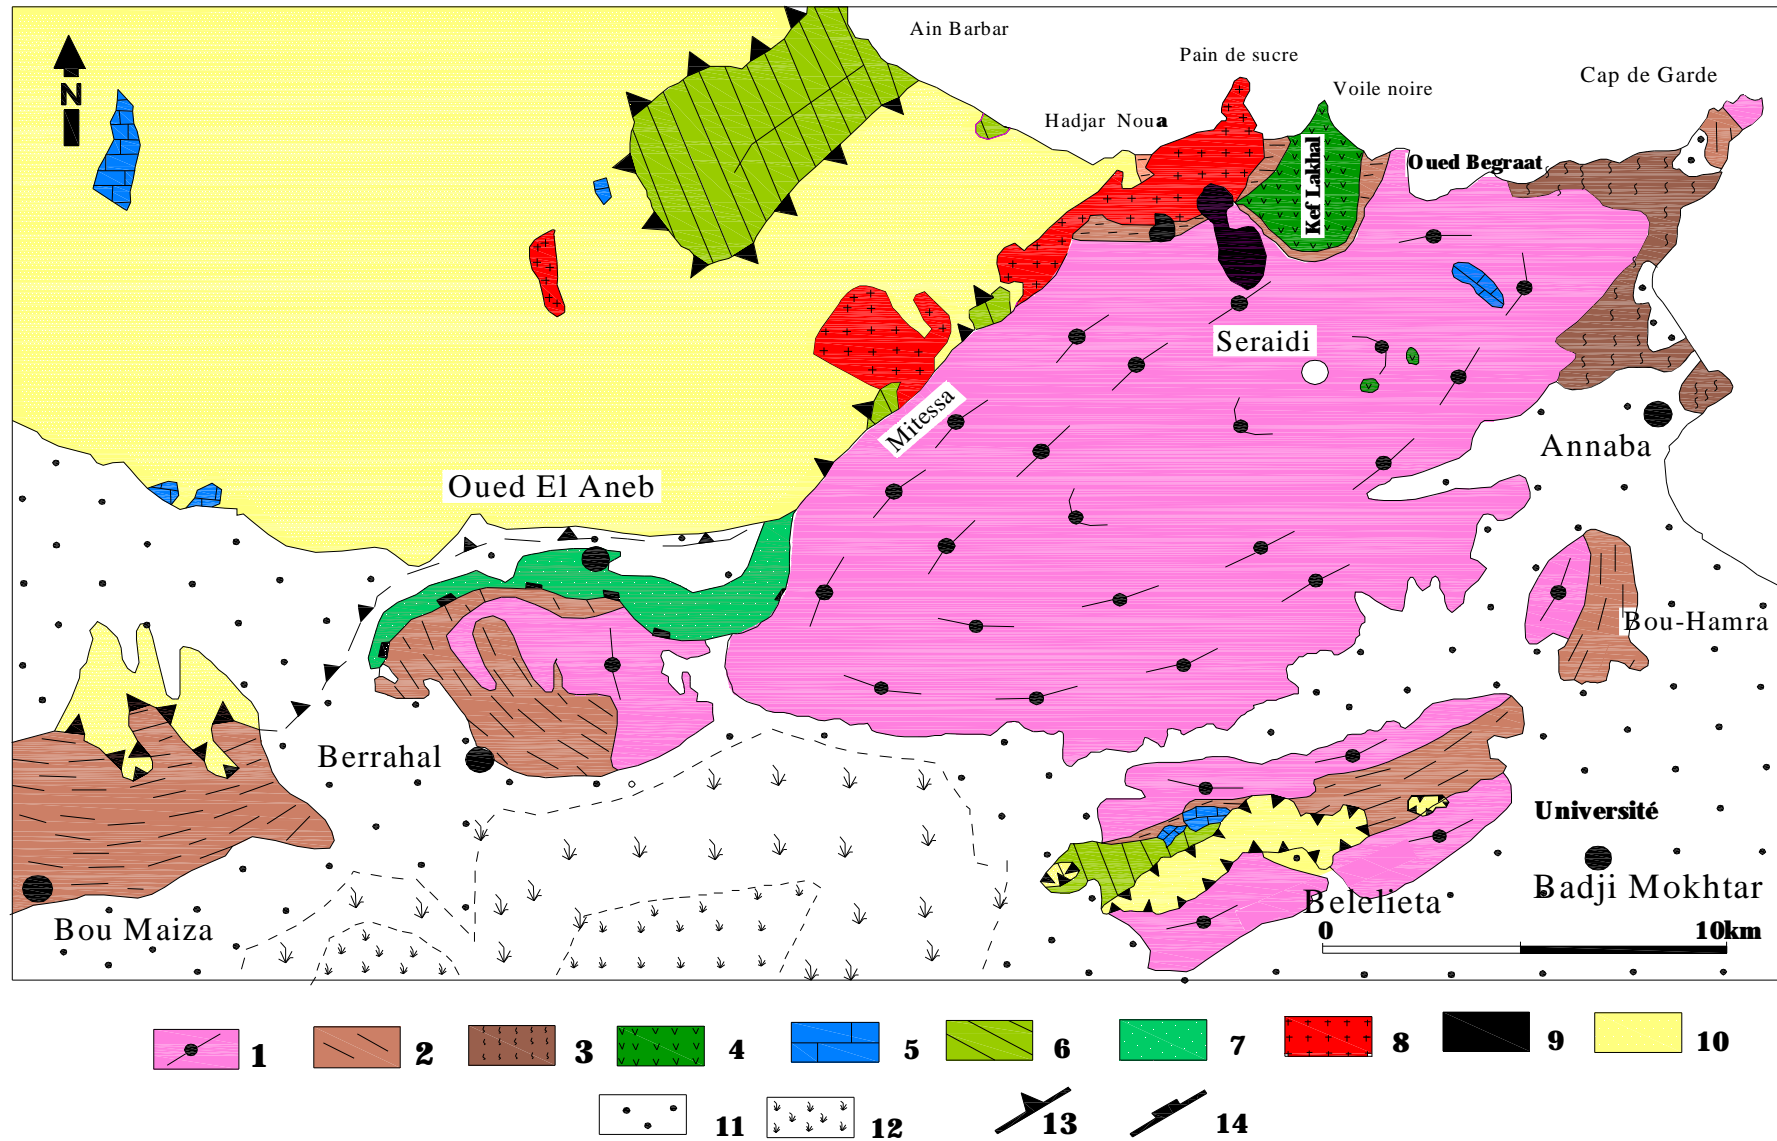 Ain Barbar
Pain de sucre
Voile noire
Cap de Garde
N
Hadjar Noua
Kef Lakhal
Oued Begraat
Seraidi
Mitessa
Annaba
Oued El Aneb
Bou-Hamra
Berrahal
Université
Badji Mokhtar
Belelieta
Bou Maiza
0 10km
1 2 3 4 5 6 7 8 9 10
11 12 13 14